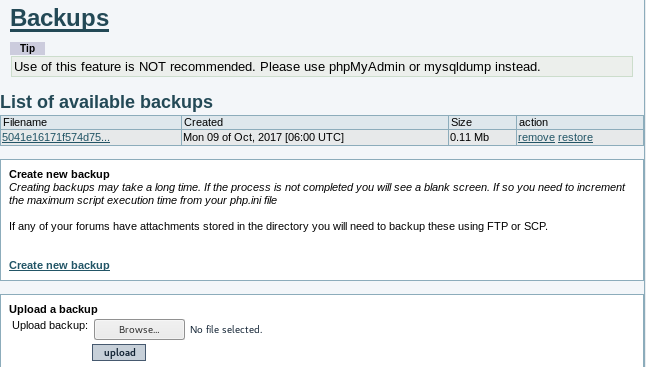 Backups
Tip
Use of this feature is NOT recommended. Please use phpMyAdmin or mysqldump instead.
List of available backups
Filename Created Size action
5041e16171f574d75... Mon 09 of Oct, 2017 [06:00 UTC] 0.11 Mb remove restore
Create new backup
Creating backups may take a long time. If the process is not completed you will see a blank screen. If so you need to increment
the maximum script execution time from your php.ini file
If any of your forums have attachments stored in the directory you will need to backup these using FTP or SCP.
Create new backup
Upload a backup
Upload backup: Browse... No file selected.
upload